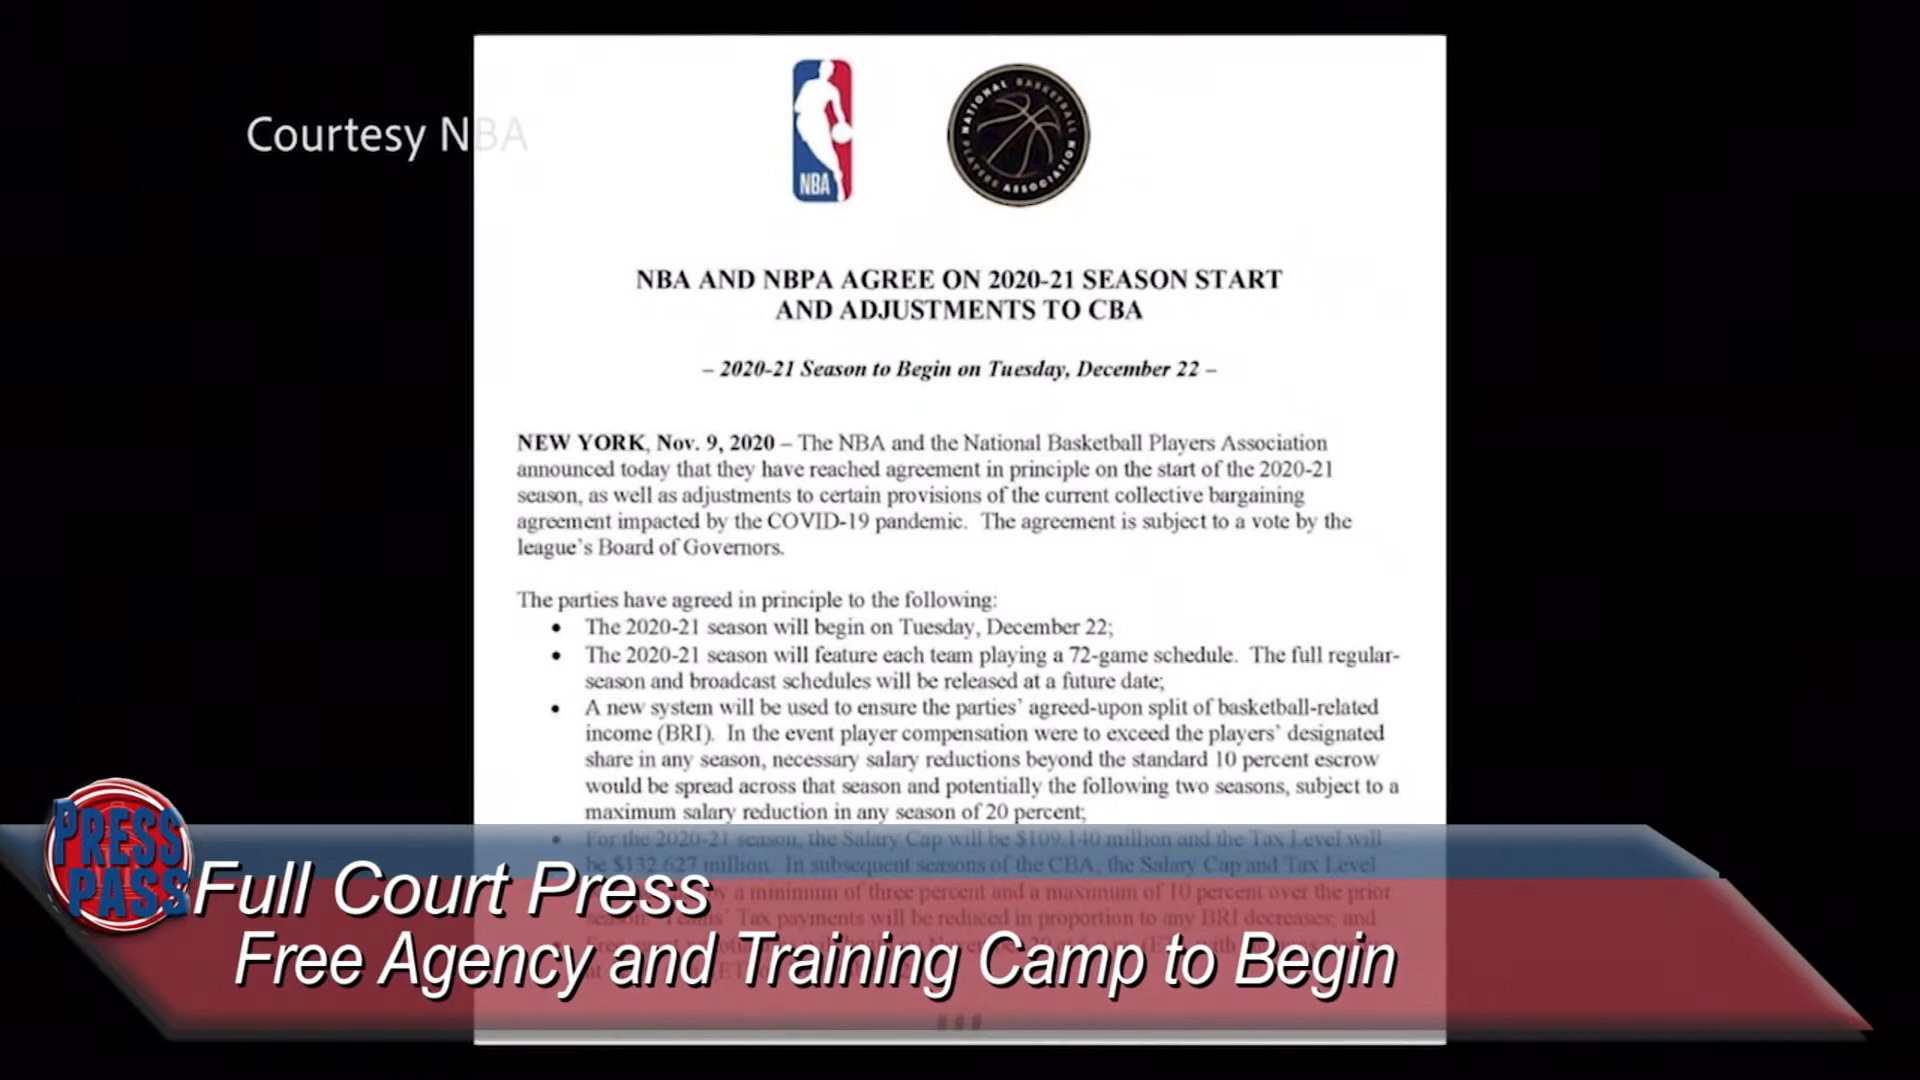 Courtesy NBA
NBA
NATIONAL BASKETBALL
PLAYERS ASSOCIATION
NBA AND NBPA AGREE ON 2020-21 SEASON START
AND ADJUSTMENTS TO CBA
– 2020-21 Season to Begin on Tuesday, December 22 –
NEW YORK, Nov. 9, 2020 – The NBA and the National Basketball Players Association
announced today that they have reached agreement in principle on the start of the 2020-21
season, as well as adjustments to certain provisions of the current collective bargaining
agreement impacted by the COVID-19 pandemic. The agreement is subject to a vote by the
league's Board of Governors.
The parties have agreed in principle to the following:
• The 2020-21 season will begin on Tuesday, December 22;
• The 2020-21 season will feature each team playing a 72-game schedule. The full regular-
season and broadcast schedules will be released at a future date;
• A new system will be used to ensure the parties' agreed-upon split of basketball-related
income (BRI). In the event player compensation were to exceed the players' designated
share in any season, necessary salary reductions beyond the standard 10 percent escrow
would be spread across that season and potentially the following two seasons, subject to a
maximum salary reduction in any season of 20 percent;
• For the 2020-21 season, the Salary Cap will be $109.140 million and the Tax Level will
be $132.627 million. In subsequent seasons of the CBA, the Salary Cap and Tax Level
by a minimum of three percent and a maximum of 10 percent over the prior
Tax payments will be reduced in proportion to any BRI decreases; and
PRESS
PASS
Full Court Press
Free Agency and Training Camp to Begin